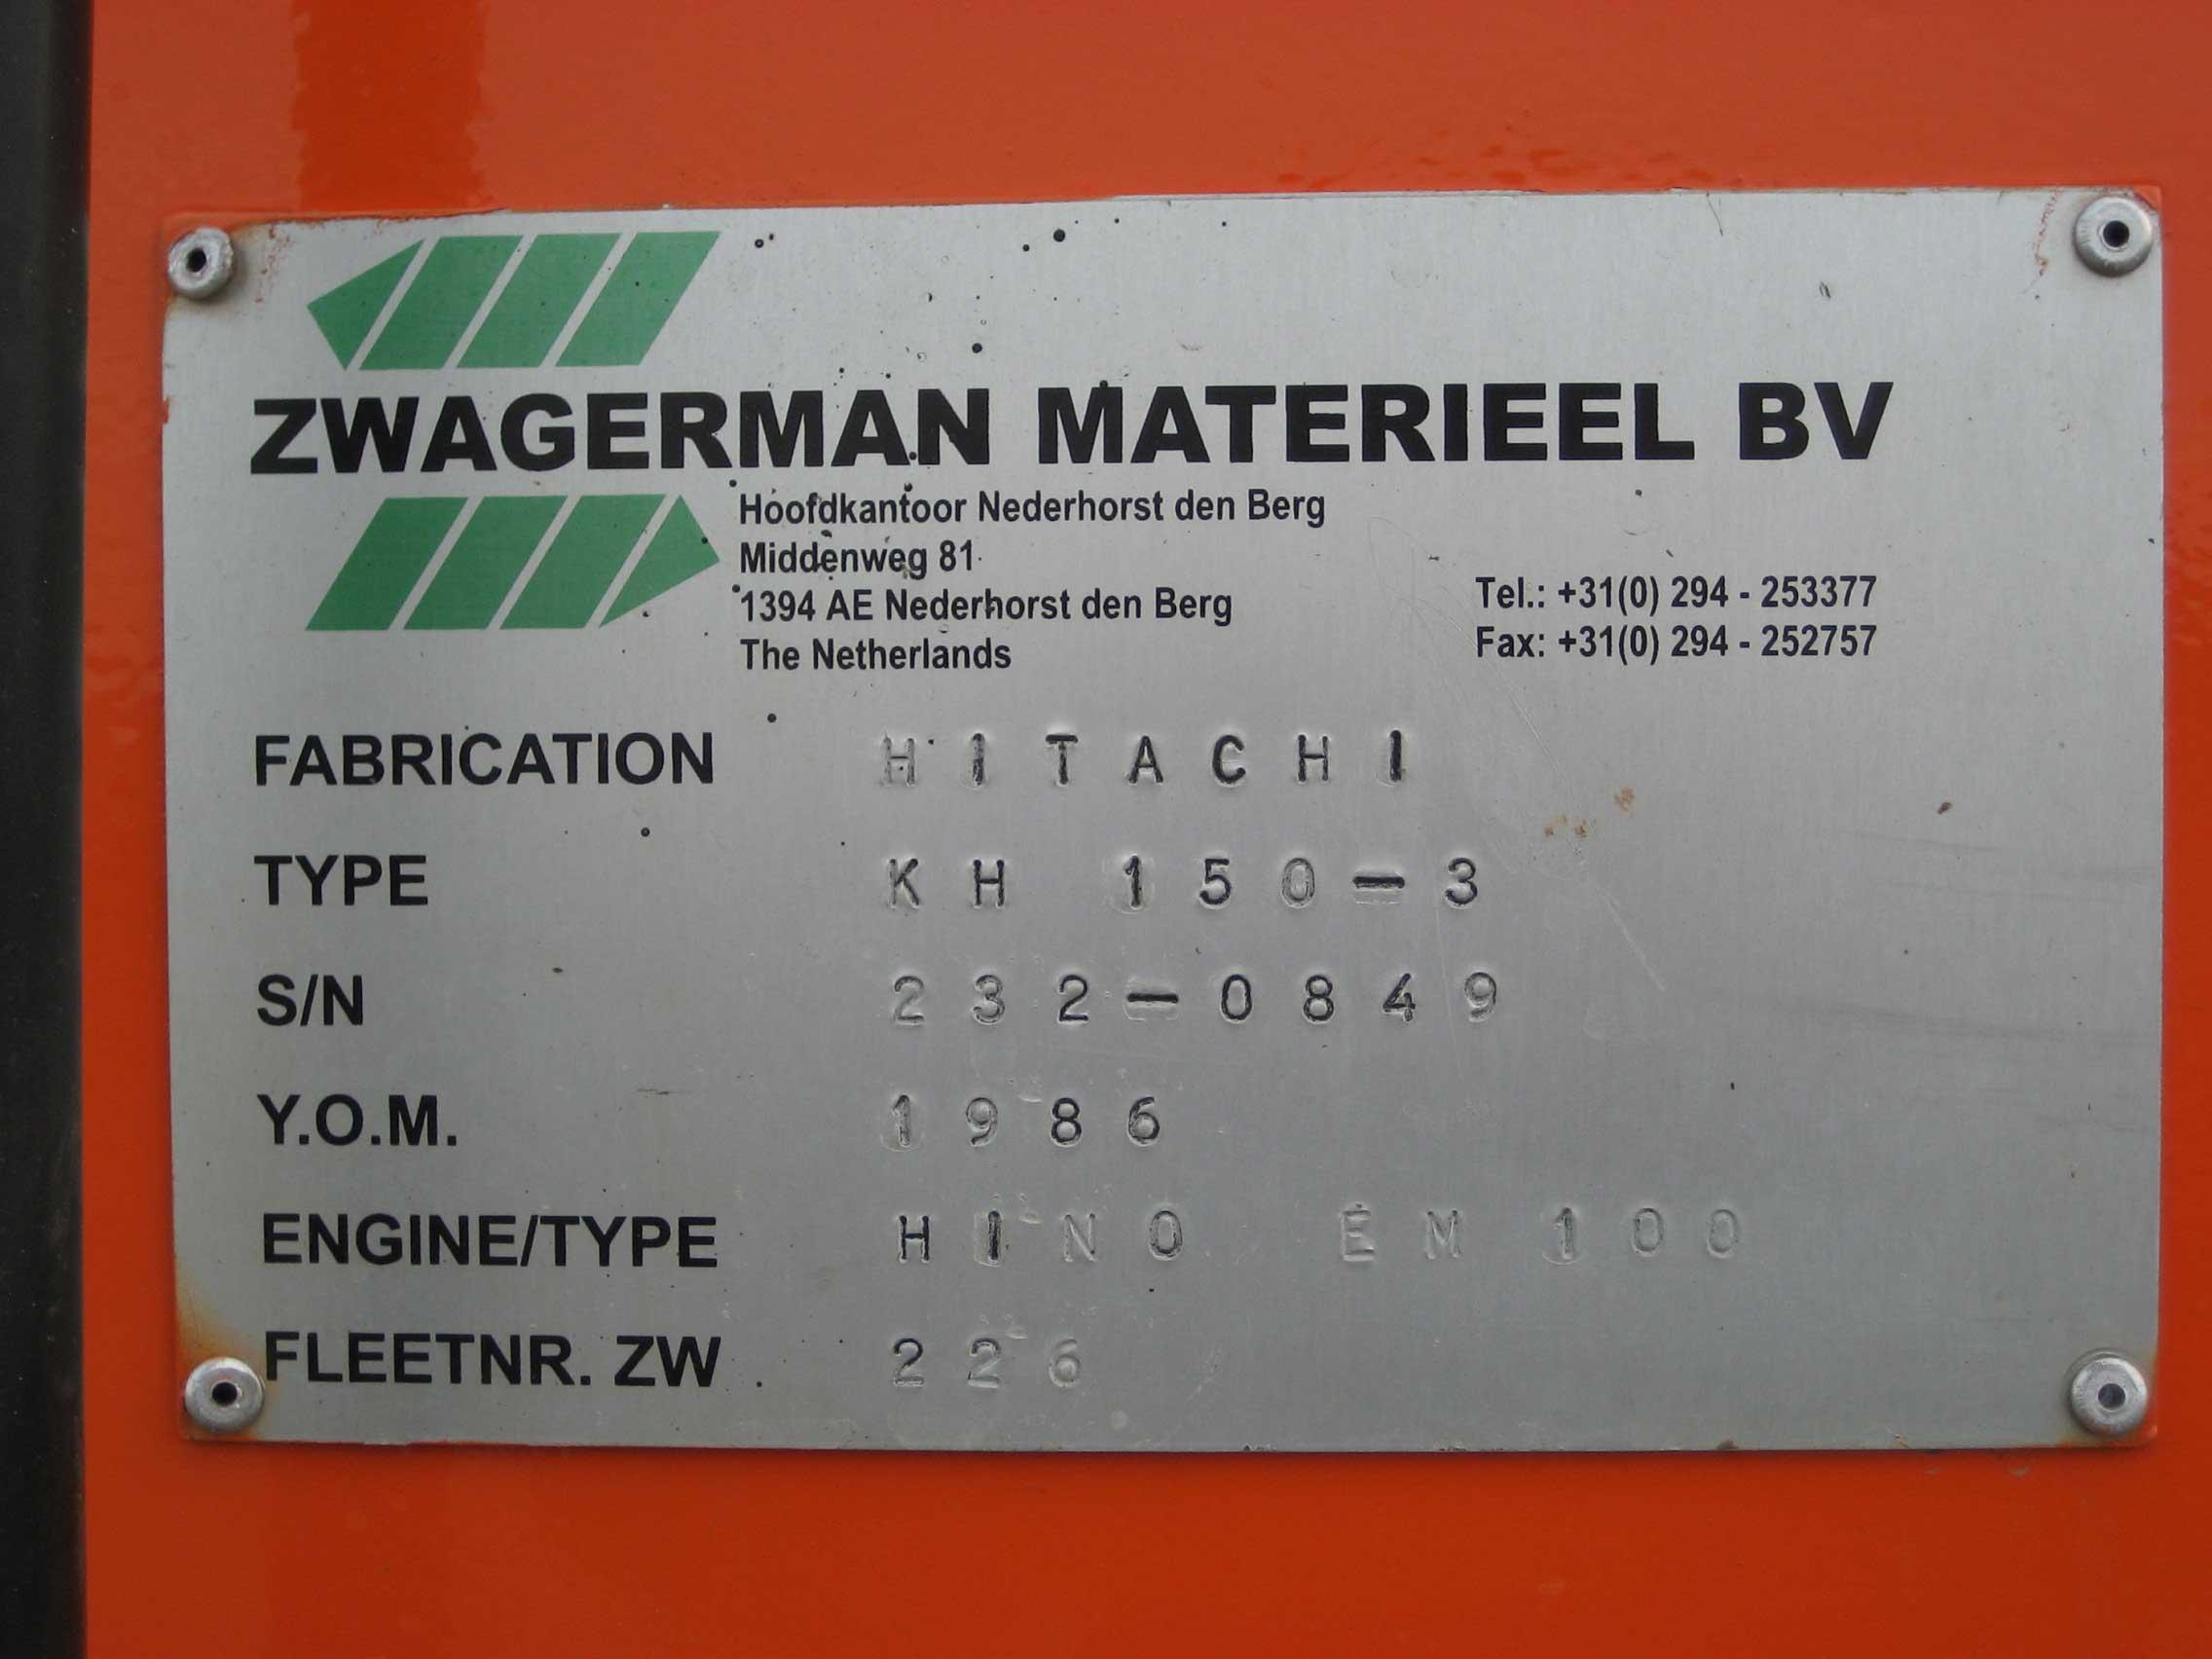 ZWAGERMAN MATERIEEL BV
Hoofdkantoor Nederhorst den Berg
Middenweg 81
1394 AE Nederhorst den Berg
The Netherlands
Tel.: +31(0) 294 - 253377
Fax: +31(0) 294 - 252757
FABRICATION HITACHI
TYPE KH 150-3
S/N 232-0849
Y.O.M. 1986
ENGINE/TYPE HINO EM 100
FLEETNR. ZW 226